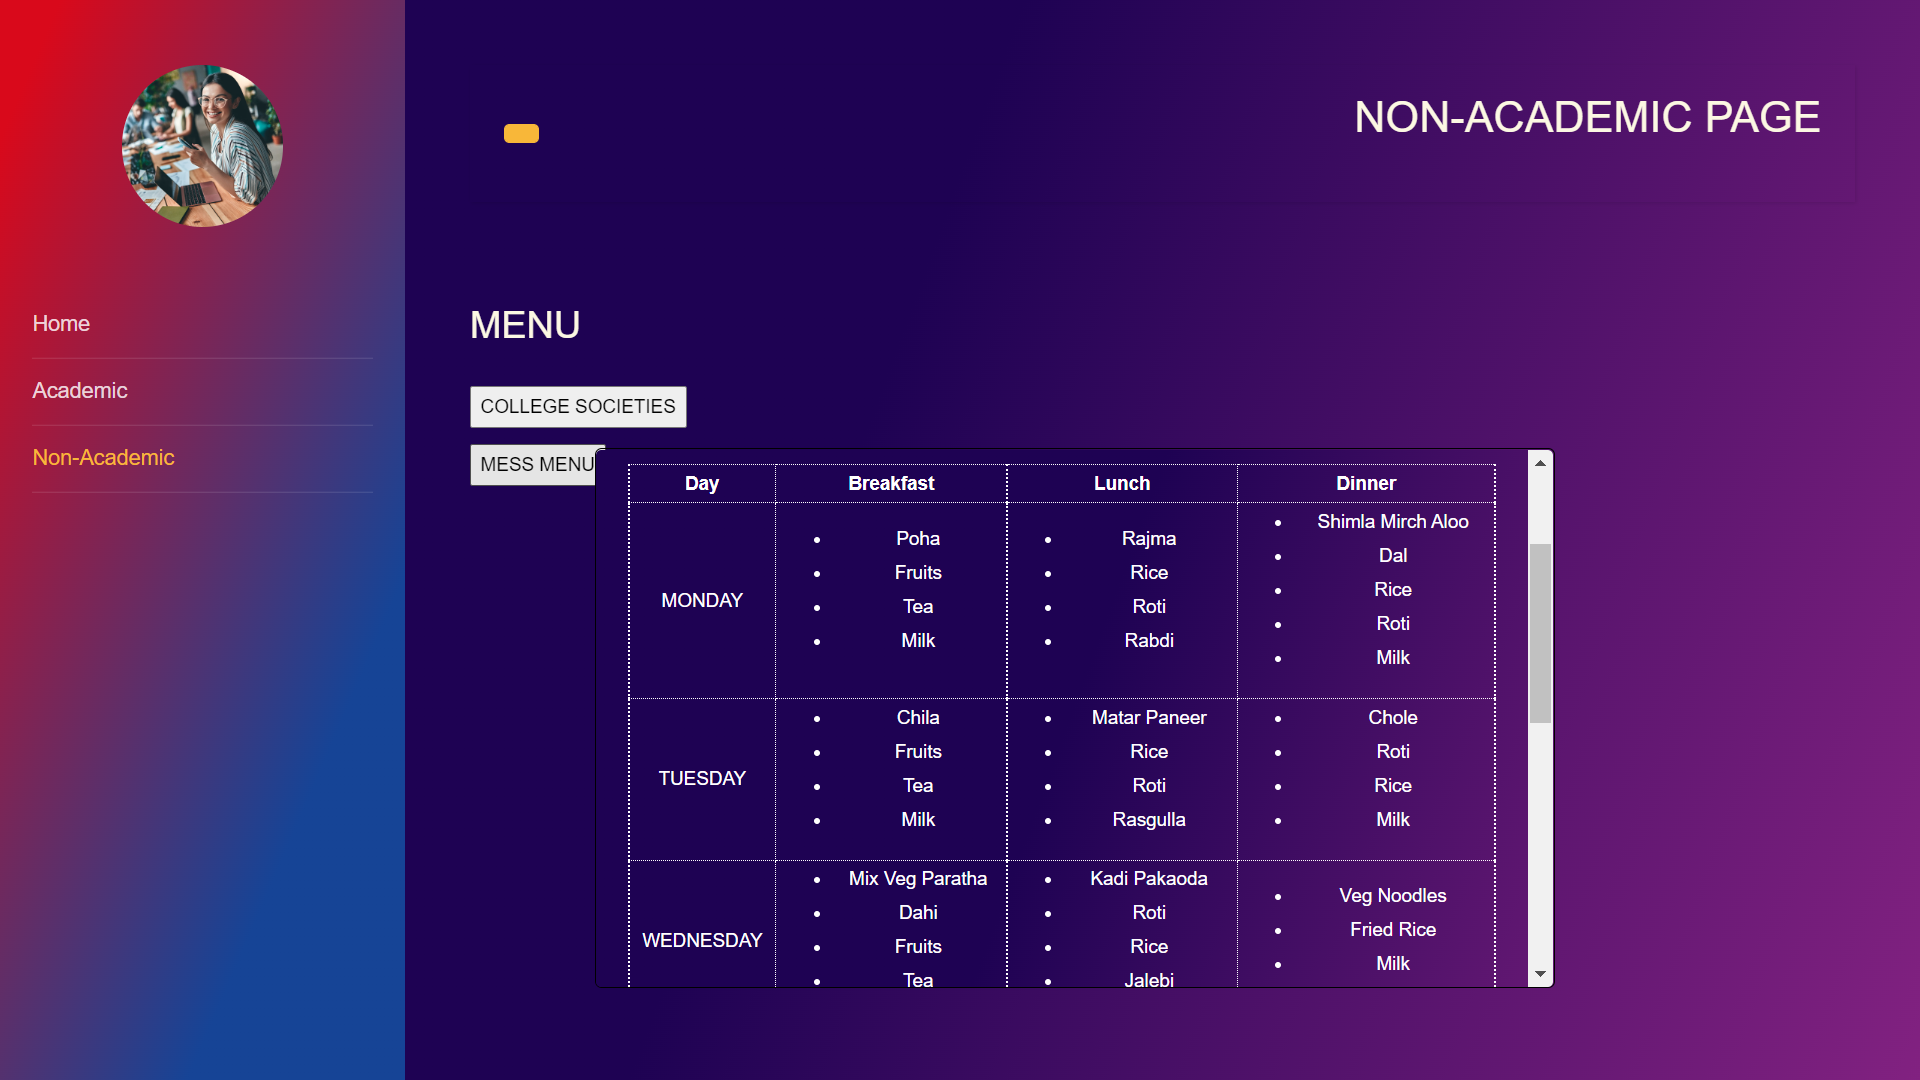 NON-ACADEMIC PAGE
Home
Academic
Non-Academic
MENU
COLLEGE SOCIETIES
MESS MENU
Day Breakfast Lunch Dinner
MONDAY
Poha
Fruits
Tea
Milk
Rajma
Rice
Roti
Rabdi
Shimla Mirch Aloo
Dal
Rice
Roti
Milk
TUESDAY
Chila
Fruits
Tea
Milk
Matar Paneer
Rice
Roti
Rasgulla
Chole
Roti
Rice
Milk
WEDNESDAY
Mix Veg Paratha
Dahi
Fruits
Tea
Kadi Pakaoda
Roti
Rice
Jalebi
Veg Noodles
Fried Rice
Milk